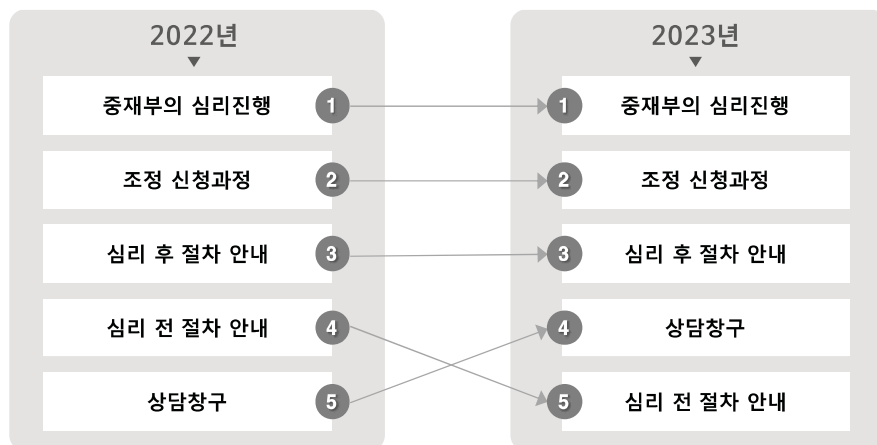 2022년
중재부의 심리진행
1
조정 신청과정
2
심리 후 절차 안내
3
심리 전 절차 안내
4
상담창구
5
2023년
1
중재부의 심리진행
2
조정 신청과정
3
심리 후 절차 안내
4
상담창구
5
심리 전 절차 안내